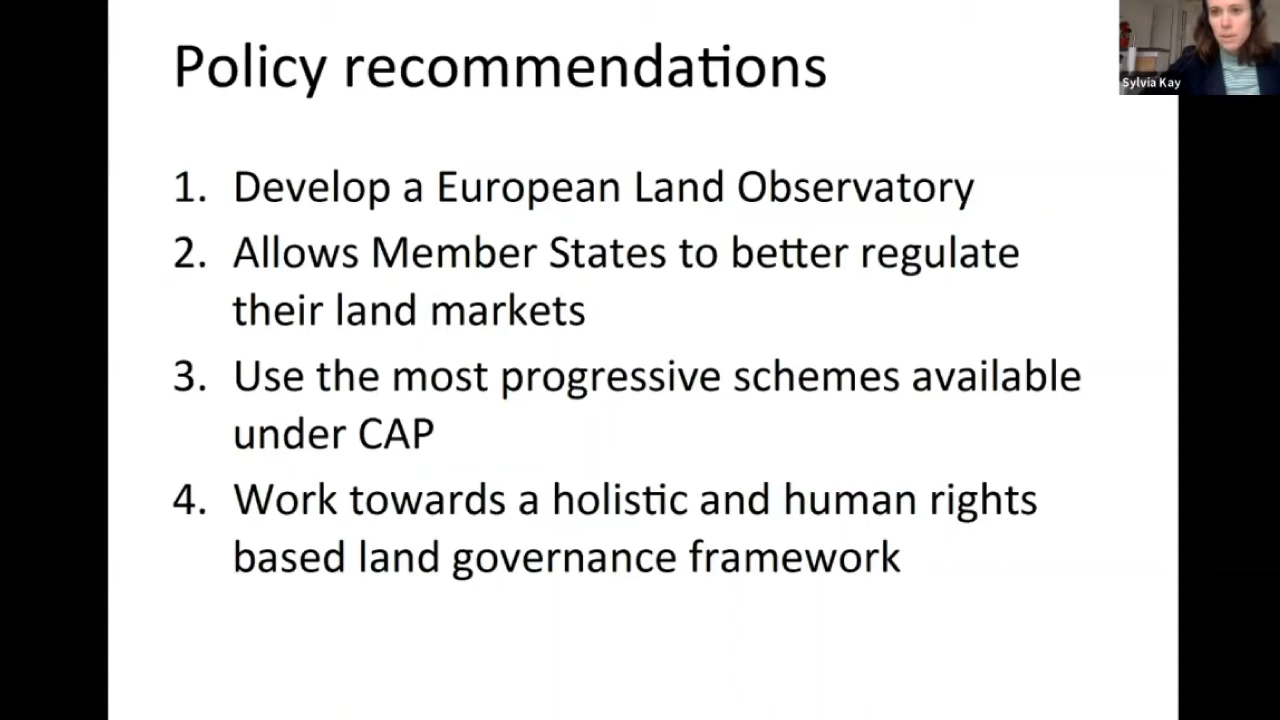 Policy recommendations
Sylvia Kay
1. Develop a European Land Observatory
2. Allows Member States to better regulate
their land markets
3. Use the most progressive schemes available
under CAP
4. Work towards a holistic and human rights
based land governance framework